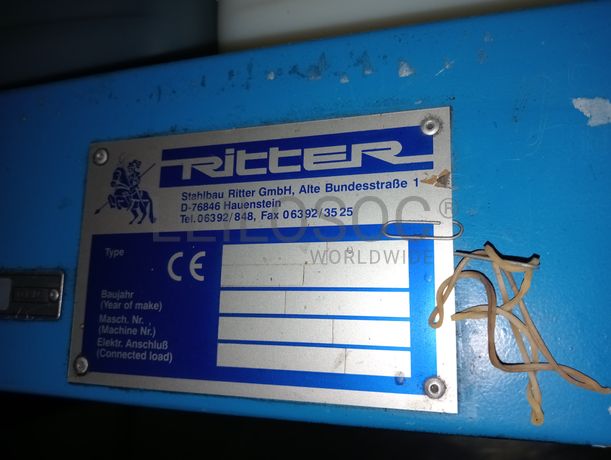 RITTER
Stahlbau Ritter GmbH, Alte Bundesstraße 1
D-76846 Hauenstein
Tel. 06392/848, Fax 06392/3525
LEILOSOC®
WORLDWIDE
Type
CE
Baujahr
(Year of make)
Masch. Nr.
(Machine Nr.)
Elektr. Anschluß
(Connected load)